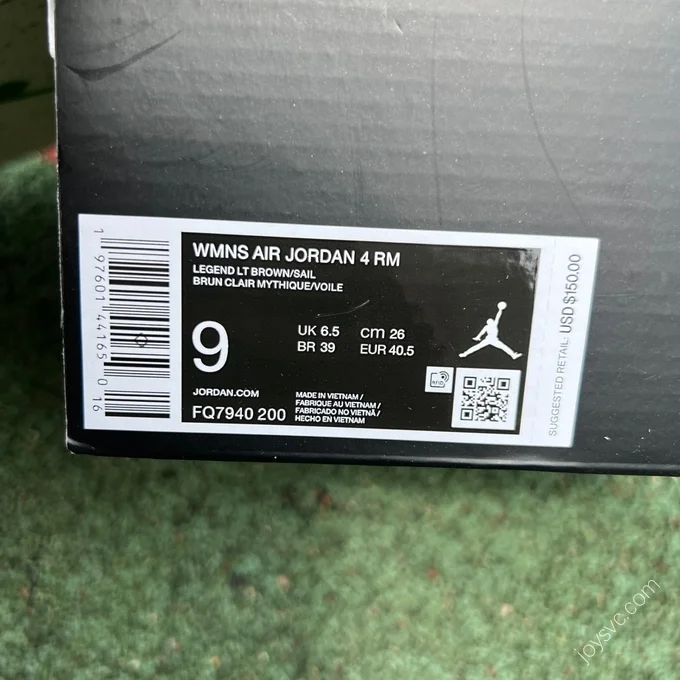 WMNS AIR JORDAN 4 RM
LEGEND LT BROWN/SAIL
BRUN CLAIR MYTHIQUE/VOILE
9
UK 6.5 cm 26
BR 39 EUR 40.5
JORDAN.COM
FQ7940 200
MADE IN VIETNAM /
FABRIQUE AU VIETNAM /
FABRICADO NO VIETNÃ /
HECHO EN VIETNAM
RFID
1 97601 44165 0 16
SUGGESTED RETAIL: USD $150.00
joysvc.com